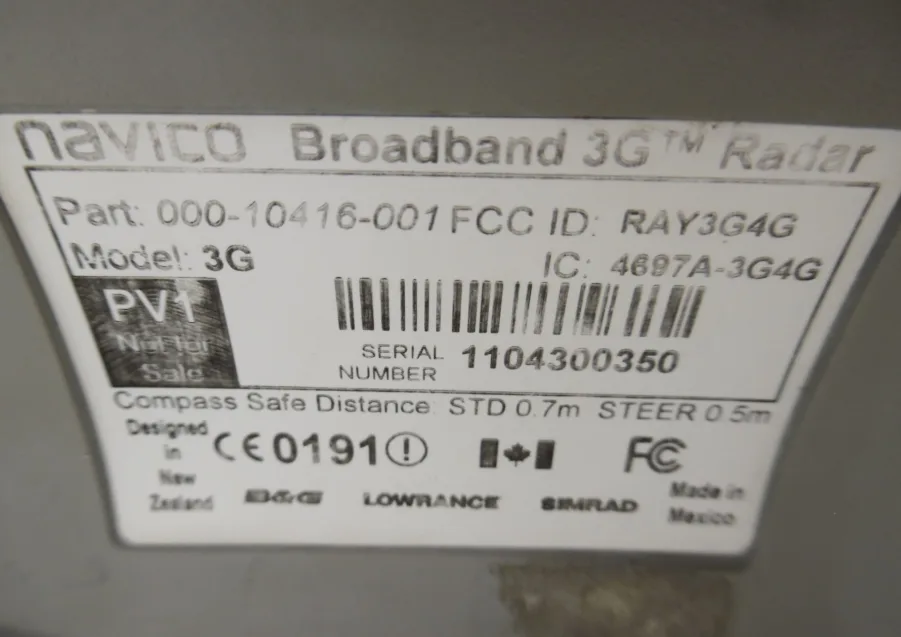 navico Broadband 3G™ Radar
Part: 000-10416-001 FCC ID: RAY3G4G
Model: 3G IC: 4697A-3G4G
PV1
Not for
Sale
SERIAL
NUMBER 1104300350
Compass Safe Distance: STD 0.7m STEER 0.5m
Designed
in
New
Zealand
CE0191
FC
B&G LOWRANCE SIMRAD
Made in
Mexico